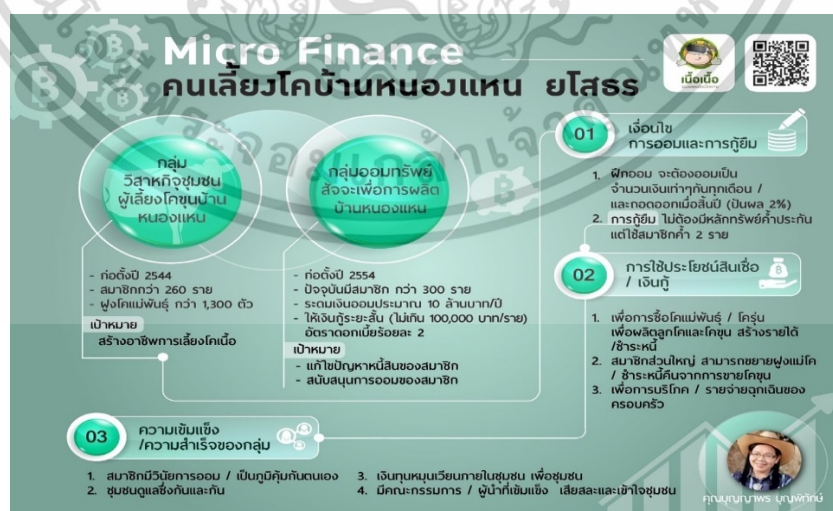 Micro Finance
คนเลี้ยงโคบ้านหนองแหน ยโสธร
เนื้อเนื้อ
กลุ่ม
วิสาหกิจชุมชน
ผู้เลี้ยงโคขุนบ้าน
หนองแหน
- ก่อตั้งปี 2544
- สมาชิกกว่า 260 ราย
- ฝูงโคแม่พันธุ์ กว่า 1,300 ตัว
เป้าหมาย
สร้างอาชีพการเลี้ยงโคเนื้อ
กลุ่มออมทรัพย์
สัจจะเพื่อการผลิต
บ้านหนองแหน
- ก่อตั้งปี 2554
- ปัจจุบันมีสมาชิก กว่า 300 ราย
- ระดมเงินออมประมาณ 10 ล้านบาท/ปี
- ให้เงินกู้ระยะสั้น (ไม่เกิน 100,000 บาท/ราย)
อัตราดอกเบี้ยร้อยละ 2
เป้าหมาย
- แก้ไขปัญหาหนี้สินของสมาชิก
- สนับสนุนการออมของสมาชิก
01
เงื่อนไข
การออมและการกู้ยืม
1. ฝึกออม จะต้องออมเป็น
จำนวนเงินเท่าๆกันทุกเดือน /
และถอดออกเมื่อสิ้นปี (ปันผล 2%)
2. การกู้ยืม ไม่ต้องมีหลักทรัพย์ค้ำประกัน
แต่ใช้สมาชิกค้ำ 2 ราย
02
การใช้ประโยชน์สินเชื่อ
/ เงินกู้
1. เพื่อการซื้อโคแม่พันธุ์ / โครุ่น
เพื่อผลิตลูกโคและโคขุน สร้างรายได้
/ชำระหนี้
2. สมาชิกส่วนใหญ่ สามารถขยายฝูงแม่โค
/ ชำระหนี้คืนจากการขายโคขุน
3. เพื่อการบริโภค / รายจ่ายฉุกเฉินของ
ครอบครัว
03
ความเข้มแข็ง
/ความสำเร็จของกลุ่ม
1. สมาชิกมีวินัยการออม / เป็นภูมิคุ้มกันตนเอง
2. ชุมชนดูแลซึ่งกันและกัน
3. เงินทุนหมุนเวียนภายในชุมชน เพื่อชุมชน
4. มีคณะกรรมการ / ผู้นำที่เข้มแข็ง เสียสละและเข้าใจชุมชน
คุณบุญญาพร บุญพิทักษ์